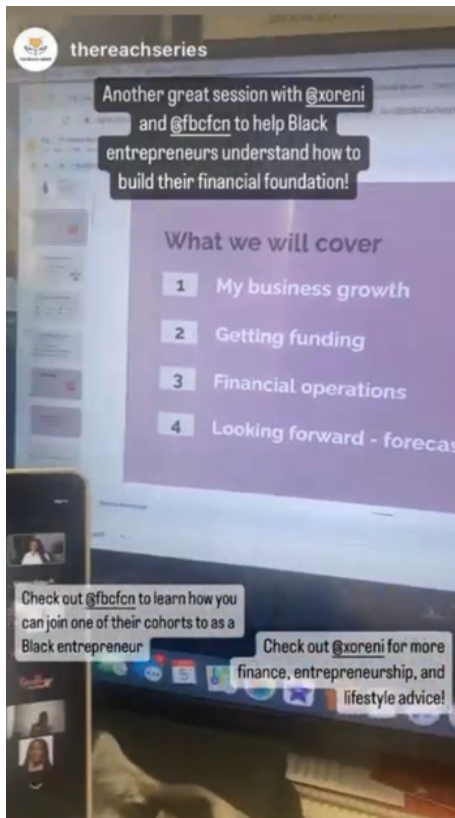 thereachseries
Another great session with @xoreni
and @fbcfcn to help Black
entrepreneurs understand how to
build their financial foundation!
What we will cover
1 My business growth
2 Getting funding
3 Financial operations
4 Looking forward - forecas
Check out @fbcfcn to learn how you
can join one of their cohorts to as a
Black entrepreneur
Check out @xoreni for more
finance, entrepreneurship, and
lifestyle advice!